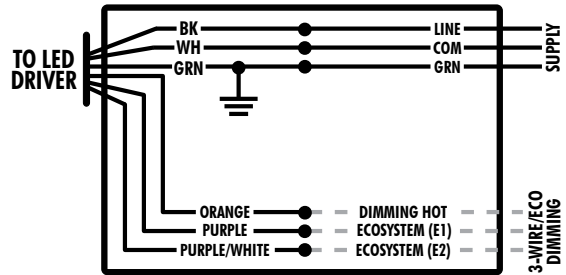 BK LINE
WH COM
GRN GRN
TO LED
DRIVER
SUPPLY
ORANGE DIMMING HOT
PURPLE ECOSYSTEM (E1)
PURPLE/WHITE ECOSYSTEM (E2)
3-WIRE/ECO
DIMMING